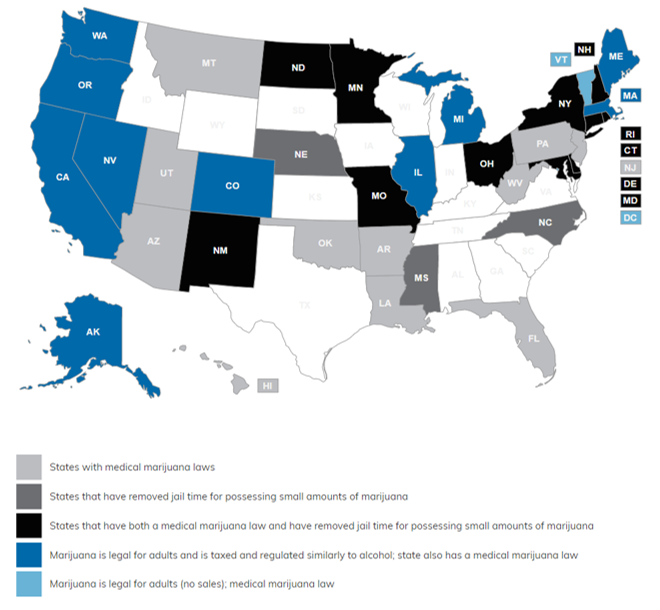 WA
NH
VT
ME
MT
ND
MN
OR
MA
ID
SD
WI
NY
MI
WY
RI
IA
PA
CT
NE
NV
OH
NJ
IL
IN
UT
DE
CA
CO
WV
VA
MD
KS
MO
KY
DC
NC
TN
AZ
OK
NM
AR
SC
MS
AL
GA
TX
LA
AK
FL
HI
States with medical marijuana laws
States that have removed jail time for possessing small amounts of marijuana
States that have both a medical marijuana law and have removed jail time for possessing small amounts of marijuana
Marijuana is legal for adults and is taxed and regulated similarly to alcohol; state also has a medical marijuana law
Marijuana is legal for adults (no sales); medical marijuana law